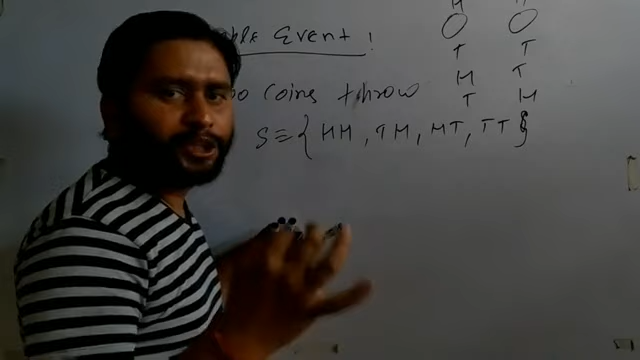 Event !
H H
O O
T T
H T
T H
Coins throw
S ≡ { HH , TH , HT , TT }